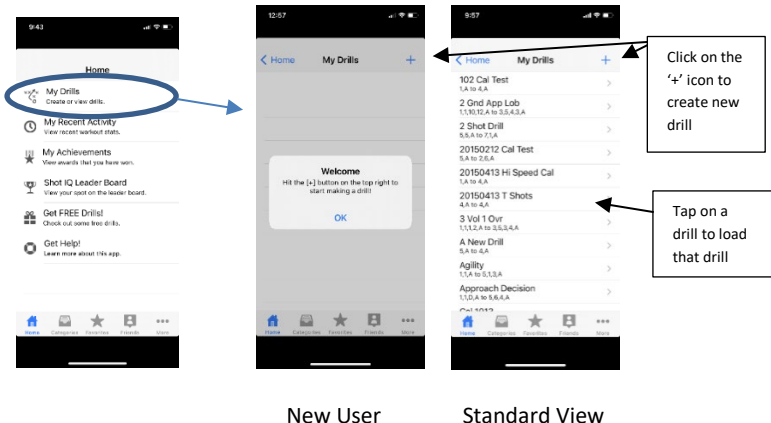 9:43
Home
My Drills
Create or view drills.
My Recent Activity
View recent workout stats.
My Achievements
View awards that you have won.
Shot IQ Leader Board
View your spot on the leader board.
Get FREE Drills!
Check out some free drills.
Get Help!
Learn more about this app.
Home Categories Favorites Friends More
12:57
Home My Drills +
Welcome
Hit the [+] button on the top right to
start making a drill!
OK
Home Categories Favorites Friends More
New User
9:57
Home My Drills +
102 Cal Test
1,A to 4,A
2 Gnd App Lob
1,1,10,12,A to 3,5,4,3,A
2 Shot Drill
5,5,A to 7,1,A
20150212 Cal Test
5,A to 2,6,A
20150413 Hi Speed Cal
1,A to 4,A
20150413 T Shots
4,A to 4,A
3 Vol 1 Ovr
1,1,1,2,A to 3,5,3,4,A
A New Drill
5,A to 4,A
Agility
1,1,A to 5,1,3,A
Approach Decision
1,1,D,A to 5,6,4,A
Cal 1012
Home Categories Favorites Friends More
Standard View
Click on the
‘+’ icon to
create new
drill
Tap on a
drill to load
that drill